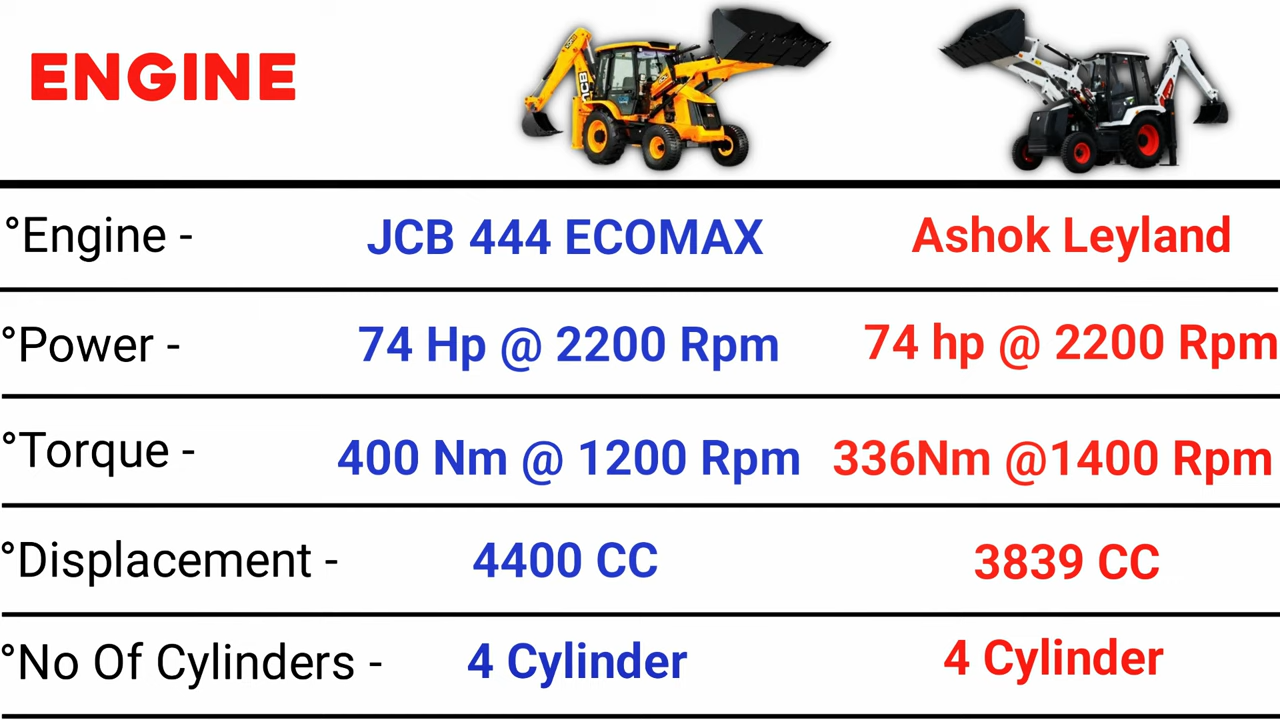 ENGINE
JCB
°Engine - JCB 444 ECOMAX Ashok Leyland
°Power - 74 Hp @ 2200 Rpm 74 hp @ 2200 Rpm
°Torque - 400 Nm @ 1200 Rpm 336Nm @1400 Rpm
°Displacement - 4400 CC 3839 CC
°No Of Cylinders - 4 Cylinder 4 Cylinder